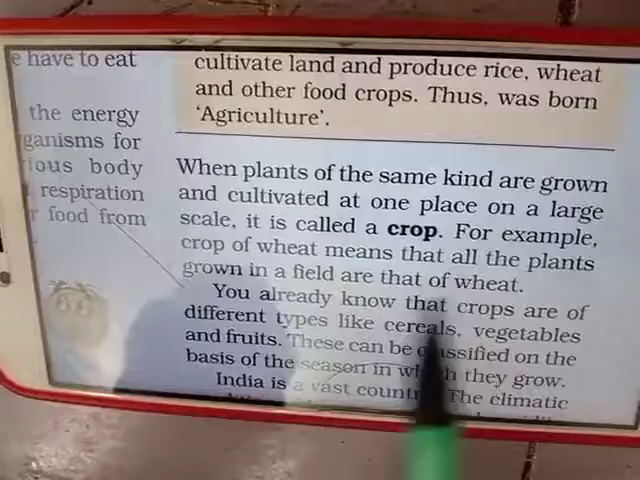 e have to eat
the energy
ganisms for
ious body
respiration
r food from
cultivate land and produce rice, wheat
and other food crops. Thus, was born
'Agriculture'.
When plants of the same kind are grown
and cultivated at one place on a large
scale, it is called a crop. For example,
crop of wheat means that all the plants
grown in a field are that of wheat.
You already know that crops are of
different types like cereals, vegetables
and fruits. These can be classified on the
basis of the season in which they grow.
India is a vast country. The climatic